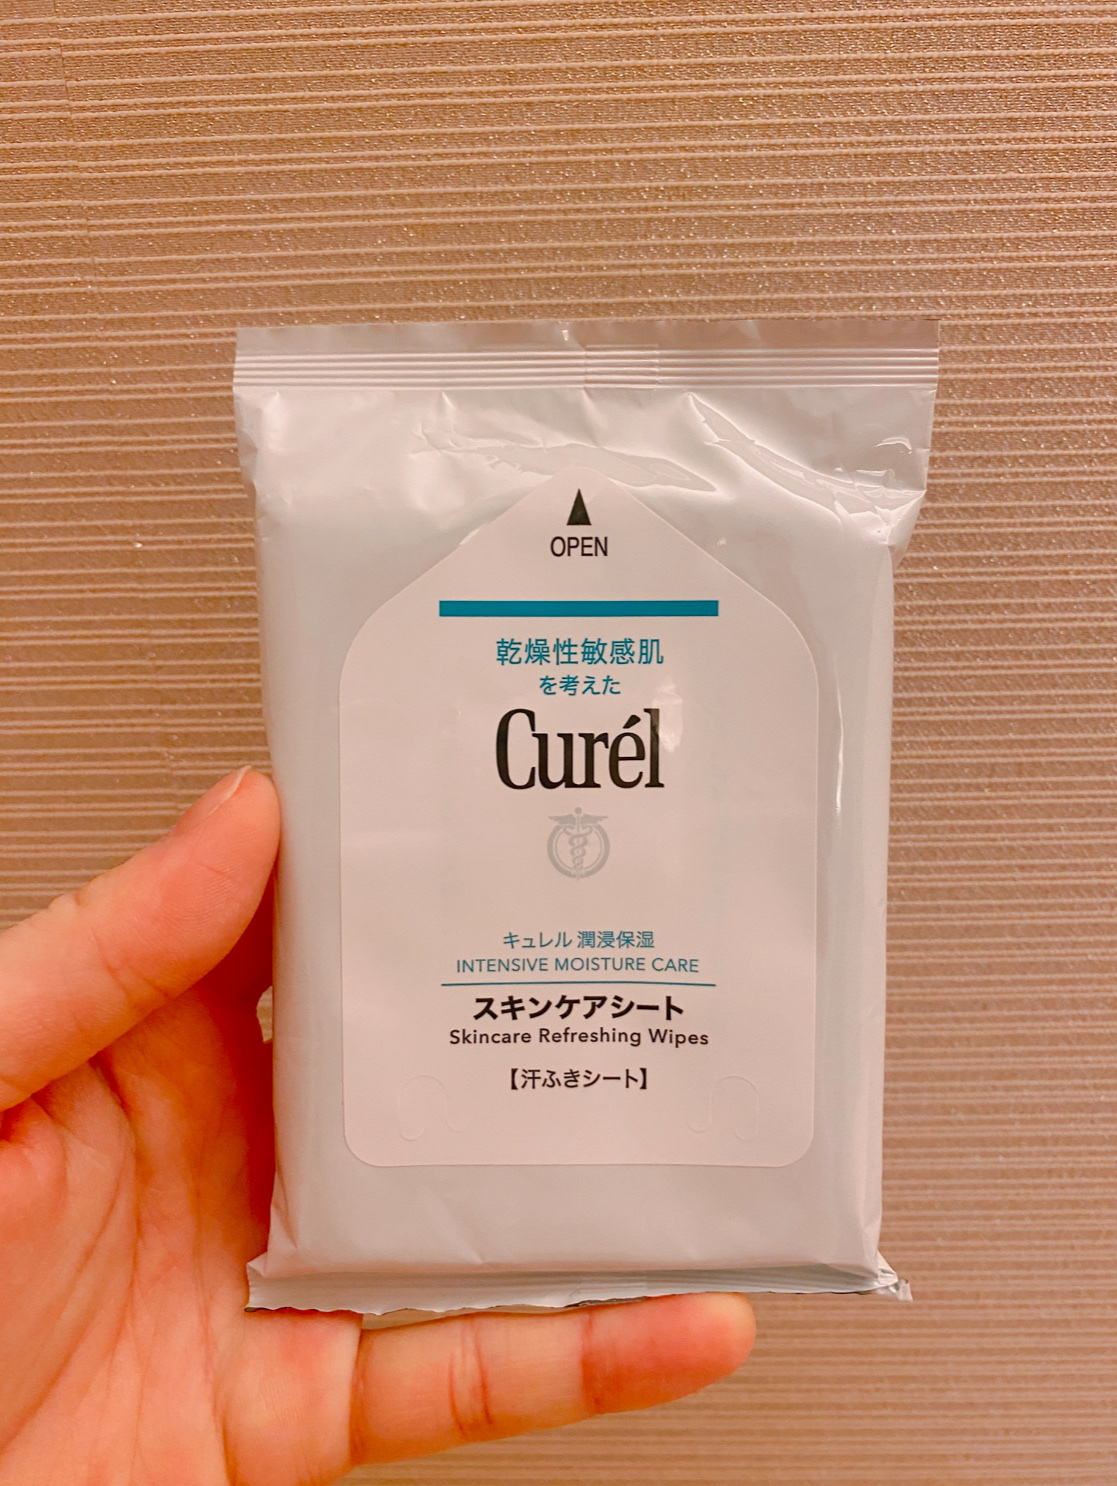 OPEN
乾燥性敏感肌
を考えた
Curél
キュレル 潤浸保湿
INTENSIVE MOISTURE CARE
スキンケアシート
Skincare Refreshing Wipes
【汗ふきシート】